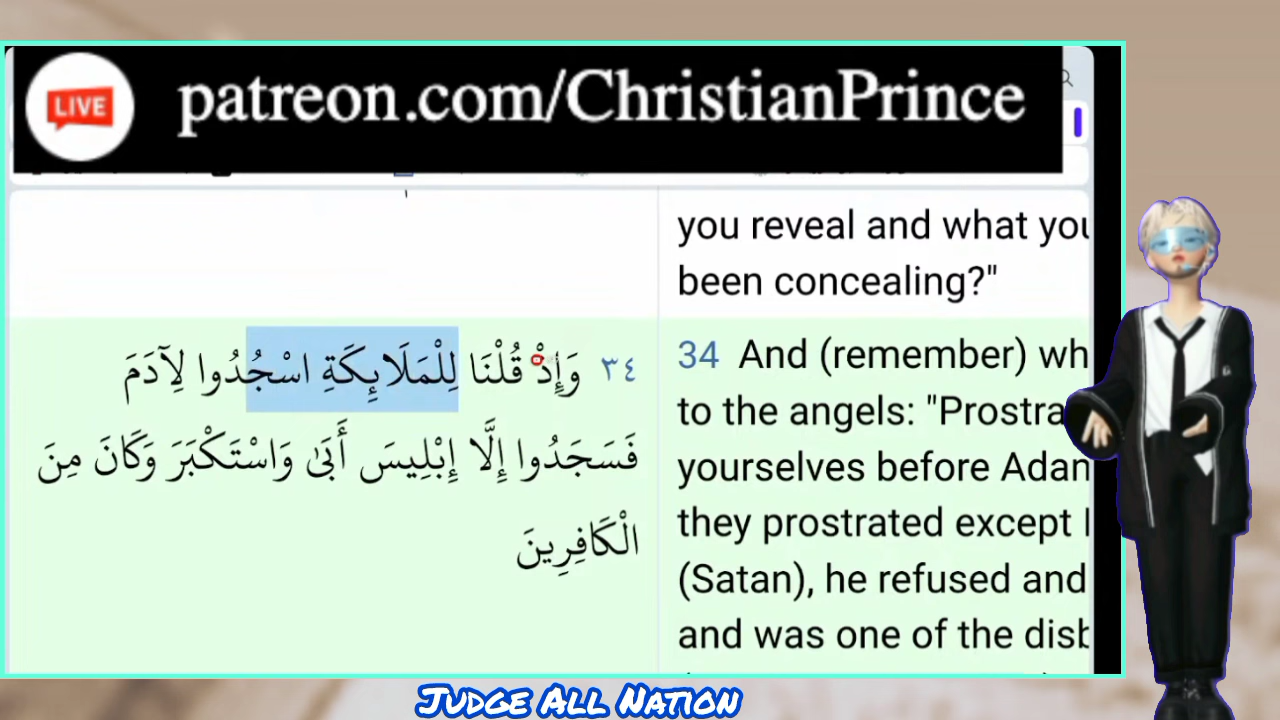 LIVE
patreon.com/ChristianPrince
you reveal and what you
been concealing?"
٣٤ وَإِذْ قُلْنَا لِلْمَلَائِكَةِ اسْجُدُوا لِآدَمَ
فَسَجَدُوا إِلَّا إِبْلِيسَ أَبَىٰ وَاسْتَكْبَرَ وَكَانَ مِنَ
الْكَافِرِينَ
34 And (remember) wh
to the angels: "Prostra
yourselves before Adam
they prostrated except I
(Satan), he refused and
and was one of the disb
JUDGE ALL NATION